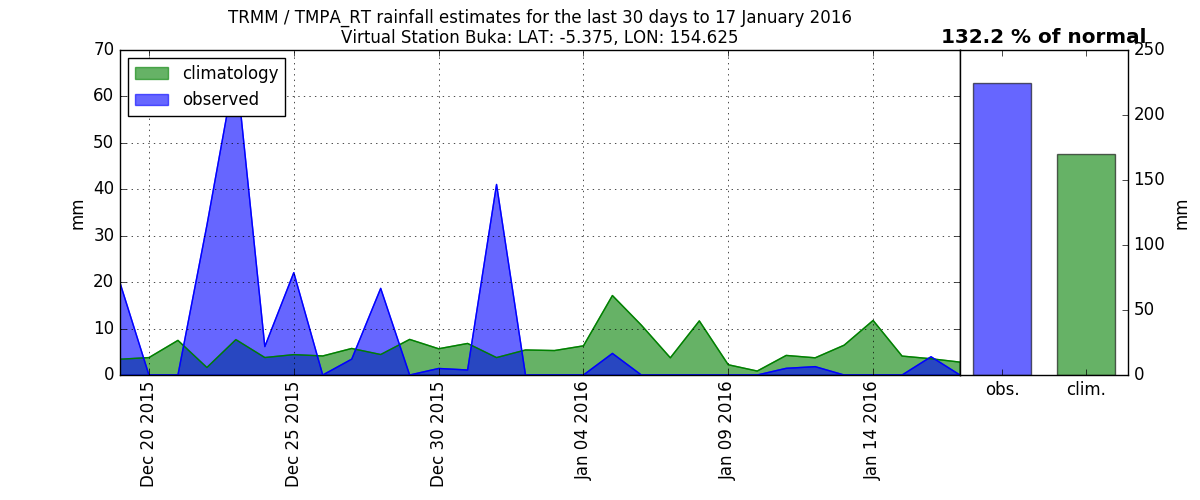 TRMM / TMPA_RT rainfall estimates for the last 30 days to 17 January 2016
Virtual Station Buka: LAT: -5.375, LON: 154.625
132.2 % of normal
climatology
observed
mm
70
60
50
40
30
20
10
0
Dec 20 2015
Dec 25 2015
Dec 30 2015
Jan 04 2016
Jan 09 2016
Jan 14 2016
obs.
clim.
250
200
150
100
50
0
mm